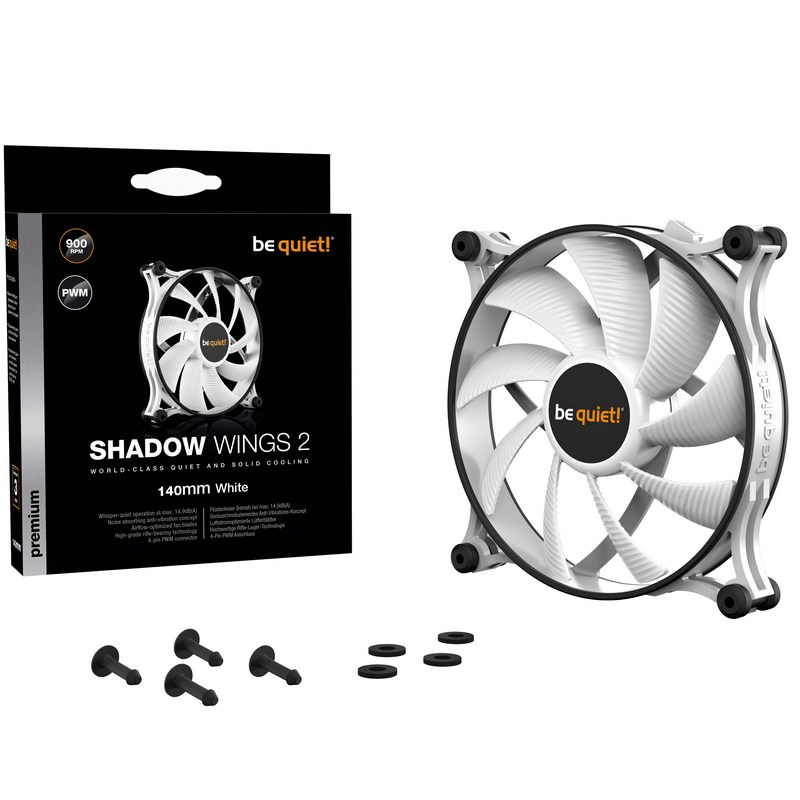 900
RPM
PWM
be quiet!®
be quiet!
SHADOW WINGS 2
WORLD-CLASS QUIET AND SOLID COOLING
140mm White
Whisper-quiet operation at max. 14.9dB(A)
Noise absorbing anti-vibration concept
Airflow-optimized fan blades
High-grade rifle-bearing technology
4-pin PWM connector
Flüsterleiser Betrieb bei max. 14,9dB(A)
Geräuschreduzierendes Anti-Vibrations-Konzept
Luftstromoptimierte Lüfterblätter
Hochwertige Rifle-Lager-Technologie
4-Pin PWM Anschluss
premium
be quiet!
be quiet!®
be quiet!